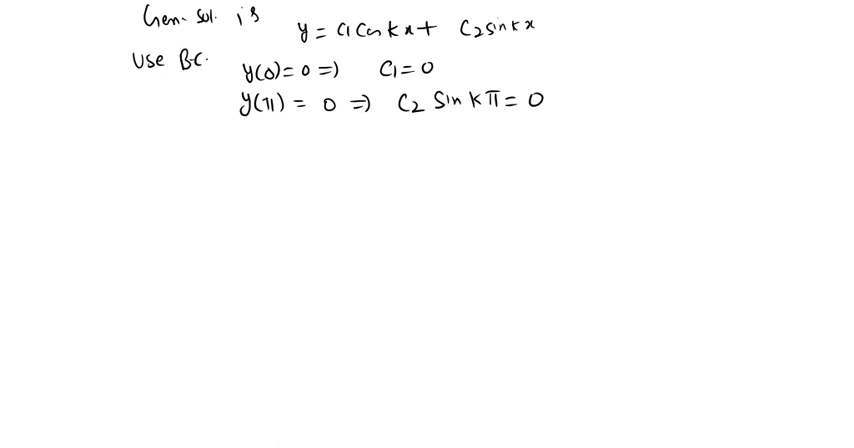 Gen. Sol. is y = c1 cos kx + c2 sin kx
Use B.C. y(0) = 0 => c1 = 0
y(π) = 0 => c2 sin kπ = 0